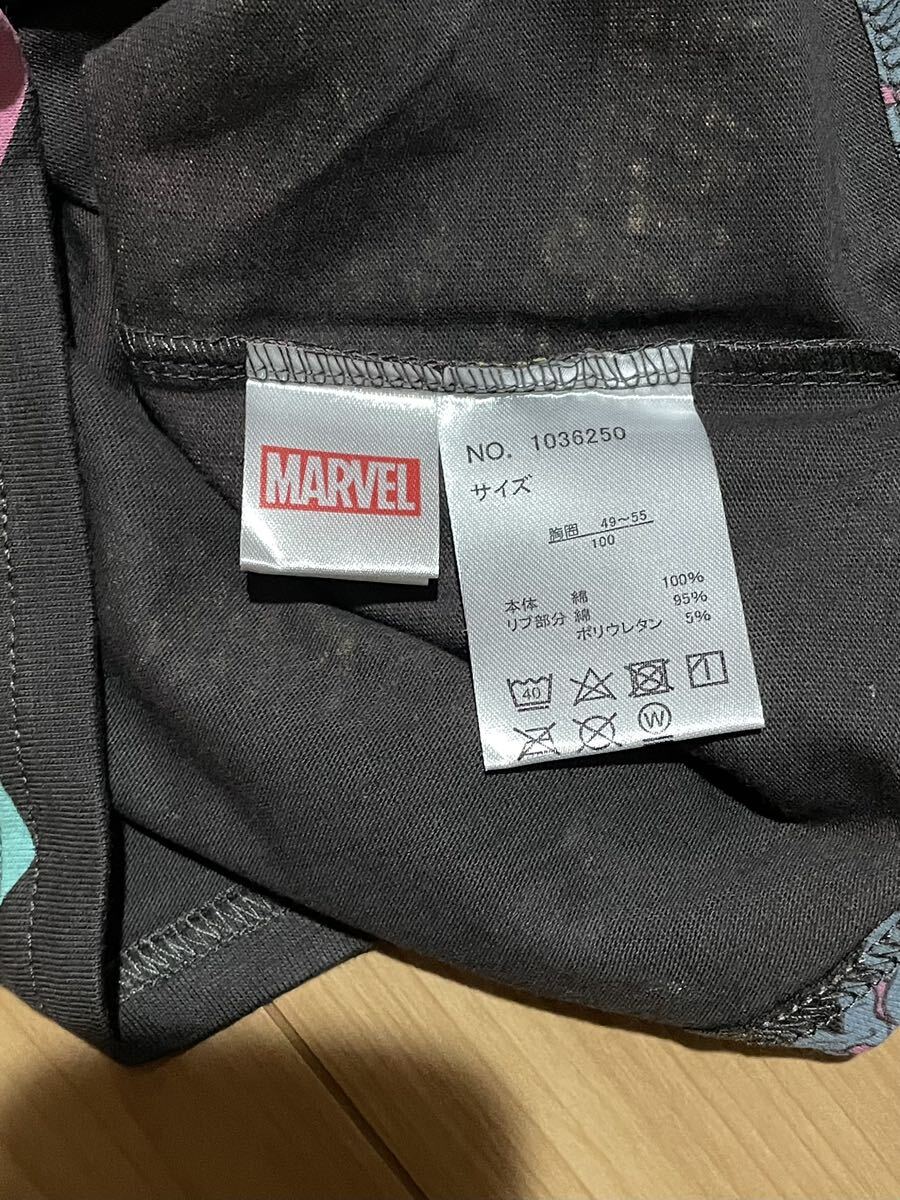 MARVEL
NO. 1036250
サイズ
胸囲 49～55
100
本体 綿 100%
リブ部分 綿 95%
ポリウレタン 5%
40
W